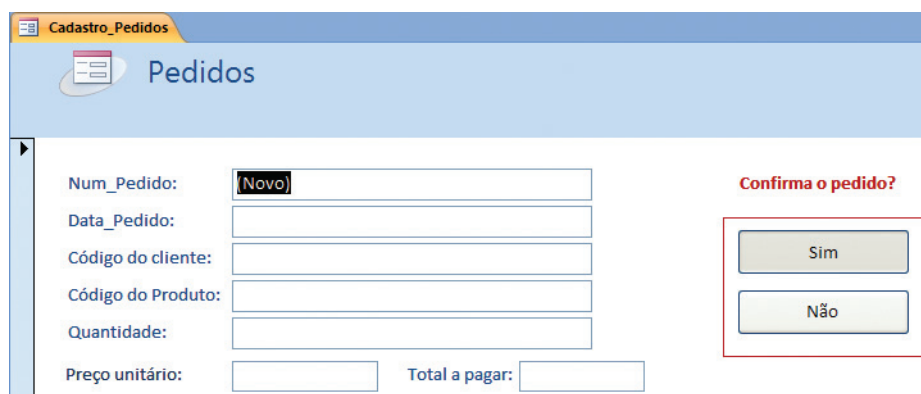 Cadastro_Pedidos
Pedidos
Num_Pedido: (Novo)
Confirma o pedido?
Data_Pedido:
Código do cliente:
Sim
Código do Produto:
Não
Quantidade:
Preço unitário: Total a pagar: